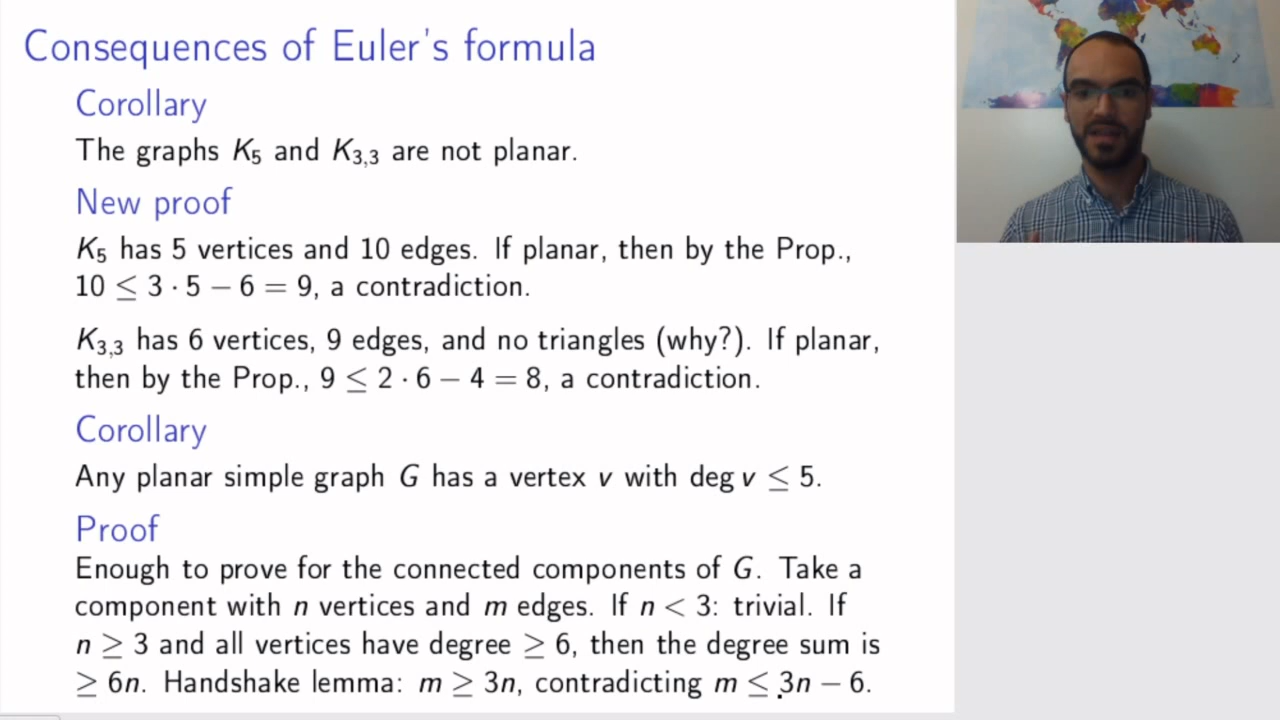 Consequences of Euler's formula
Corollary
The graphs K₅ and K₃,₃ are not planar.
New proof
K₅ has 5 vertices and 10 edges. If planar, then by the Prop.,
10 ≤ 3 · 5 − 6 = 9, a contradiction.
K₃,₃ has 6 vertices, 9 edges, and no triangles (why?). If planar,
then by the Prop., 9 ≤ 2 · 6 − 4 = 8, a contradiction.
Corollary
Any planar simple graph G has a vertex v with deg v ≤ 5.
Proof
Enough to prove for the connected components of G. Take a
component with n vertices and m edges. If n < 3: trivial. If
n ≥ 3 and all vertices have degree ≥ 6, then the degree sum is
≥ 6n. Handshake lemma: m ≥ 3n, contradicting m ≤ 3n − 6.